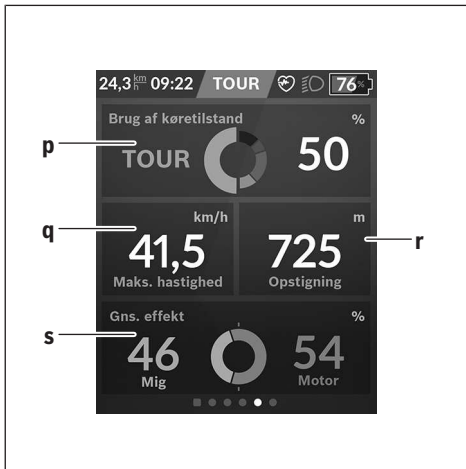 24,3 km/h 09:22 TOUR 76%
Brug af køretilstand %
p TOUR 50
q km/h m
41,5 725 r
Maks. hastighed Opstigning
Gns. effekt %
s 46 54
Mig Motor